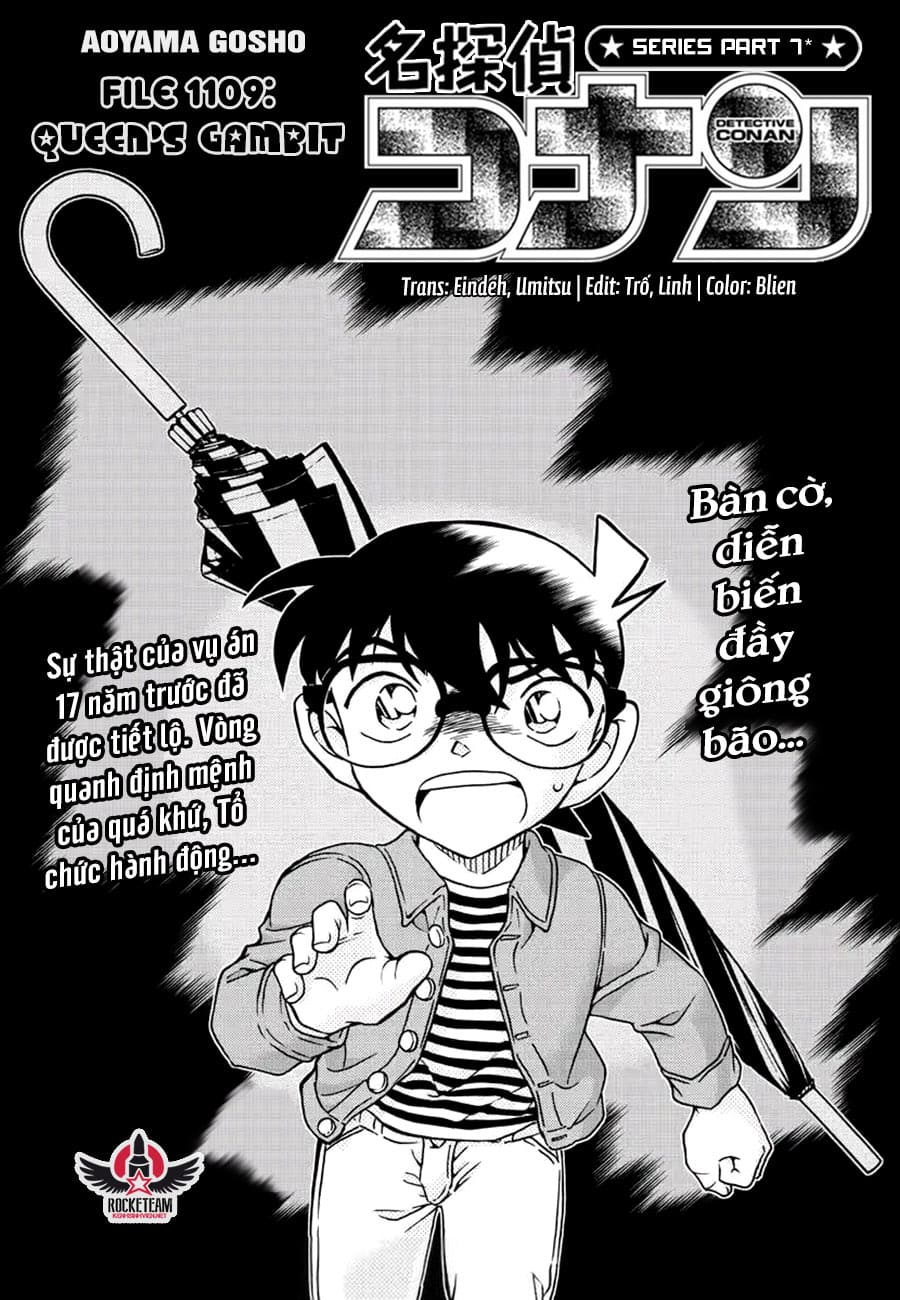 AOYAMA GOSHO
FILE 1109:
QUEEN'S GAMBIT
名探偵
★ SERIES PART 7* ★
コナン
DETECTIVE
CONAN
Trans: Eindéh, Umitsu | Edit: Trố, Linh | Color: Blien
Bàn cờ,
diễn
biến
đầy
giông
bão...
Sự thật của vụ án
17 năm trước đã
được tiết lộ. Vòng
quanh định mệnh
của quá khứ, Tổ
chức hành động...
ROCKETEAM
KENHSINHVIEN.NET